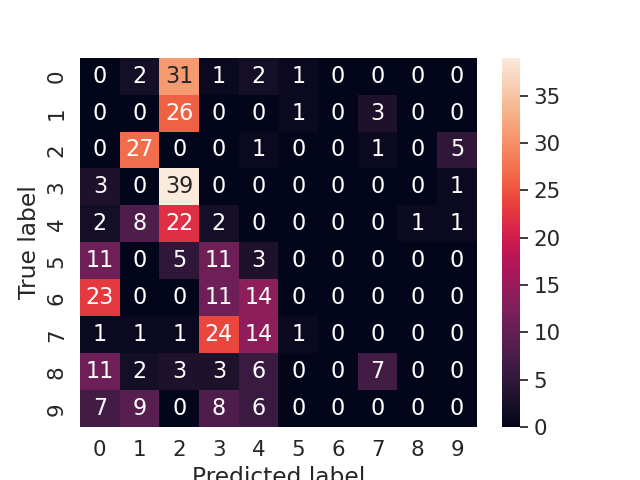 0 0 2 31 1 2 1 0 0 0 0
1 0 0 26 0 0 1 0 3 0 0
2 0 27 0 0 1 0 0 1 0 5
3 3 0 39 0 0 0 0 0 0 1
4 2 8 22 2 0 0 0 0 1 1
5 11 0 5 11 3 0 0 0 0 0
6 23 0 0 11 14 0 0 0 0 0
7 1 1 1 24 14 1 0 0 0 0
8 11 2 3 3 6 0 0 7 0 0
9 7 9 0 8 6 0 0 0 0 0
0 1 2 3 4 5 6 7 8 9
True label
Predicted label
35
30
25
20
15
10
5
0